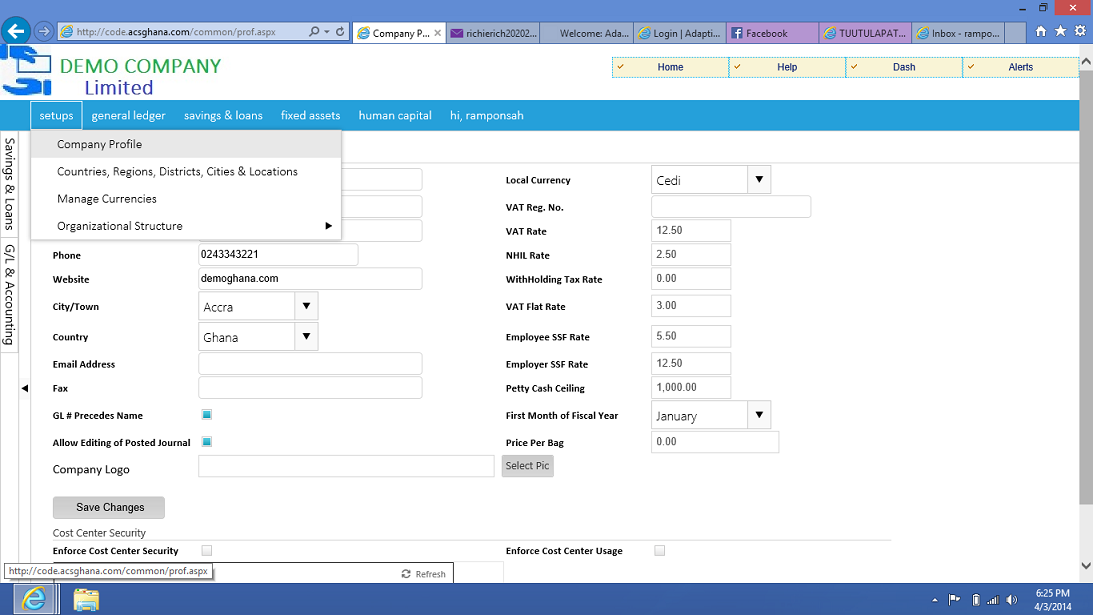 http://code.acsghana.com/common/prof.aspx
Company P...
richierich20202...
Welcome: Ada...
Login | Adapti...
Facebook
TUUTULAPAT...
Inbox - rampo...
DEMO COMPANY
Limited
Home
Help
Dash
Alerts
setups
general ledger
savings & loans
fixed assets
human capital
hi, ramponsah
Company Profile
Countries, Regions, Districts, Cities & Locations
Manage Currencies
Organizational Structure
Savings & Loans
G/L & Accounting
Local Currency Cedi
VAT Reg. No.
VAT Rate 12.50
Phone 0243343221
NHIL Rate 2.50
Website demoghana.com
WithHolding Tax Rate 0.00
City/Town Accra
VAT Flat Rate 3.00
Country Ghana
Employee SSF Rate 5.50
Email Address
Employer SSF Rate 12.50
Fax
Petty Cash Ceiling 1,000.00
GL # Precedes Name
First Month of Fiscal Year January
Allow Editing of Posted Journal
Price Per Bag 0.00
Company Logo
Select Pic
Save Changes
Cost Center Security
Enforce Cost Center Security
Enforce Cost Center Usage
http://code.acsghana.com/common/prof.aspx
Refresh
6:25 PM
4/3/2014